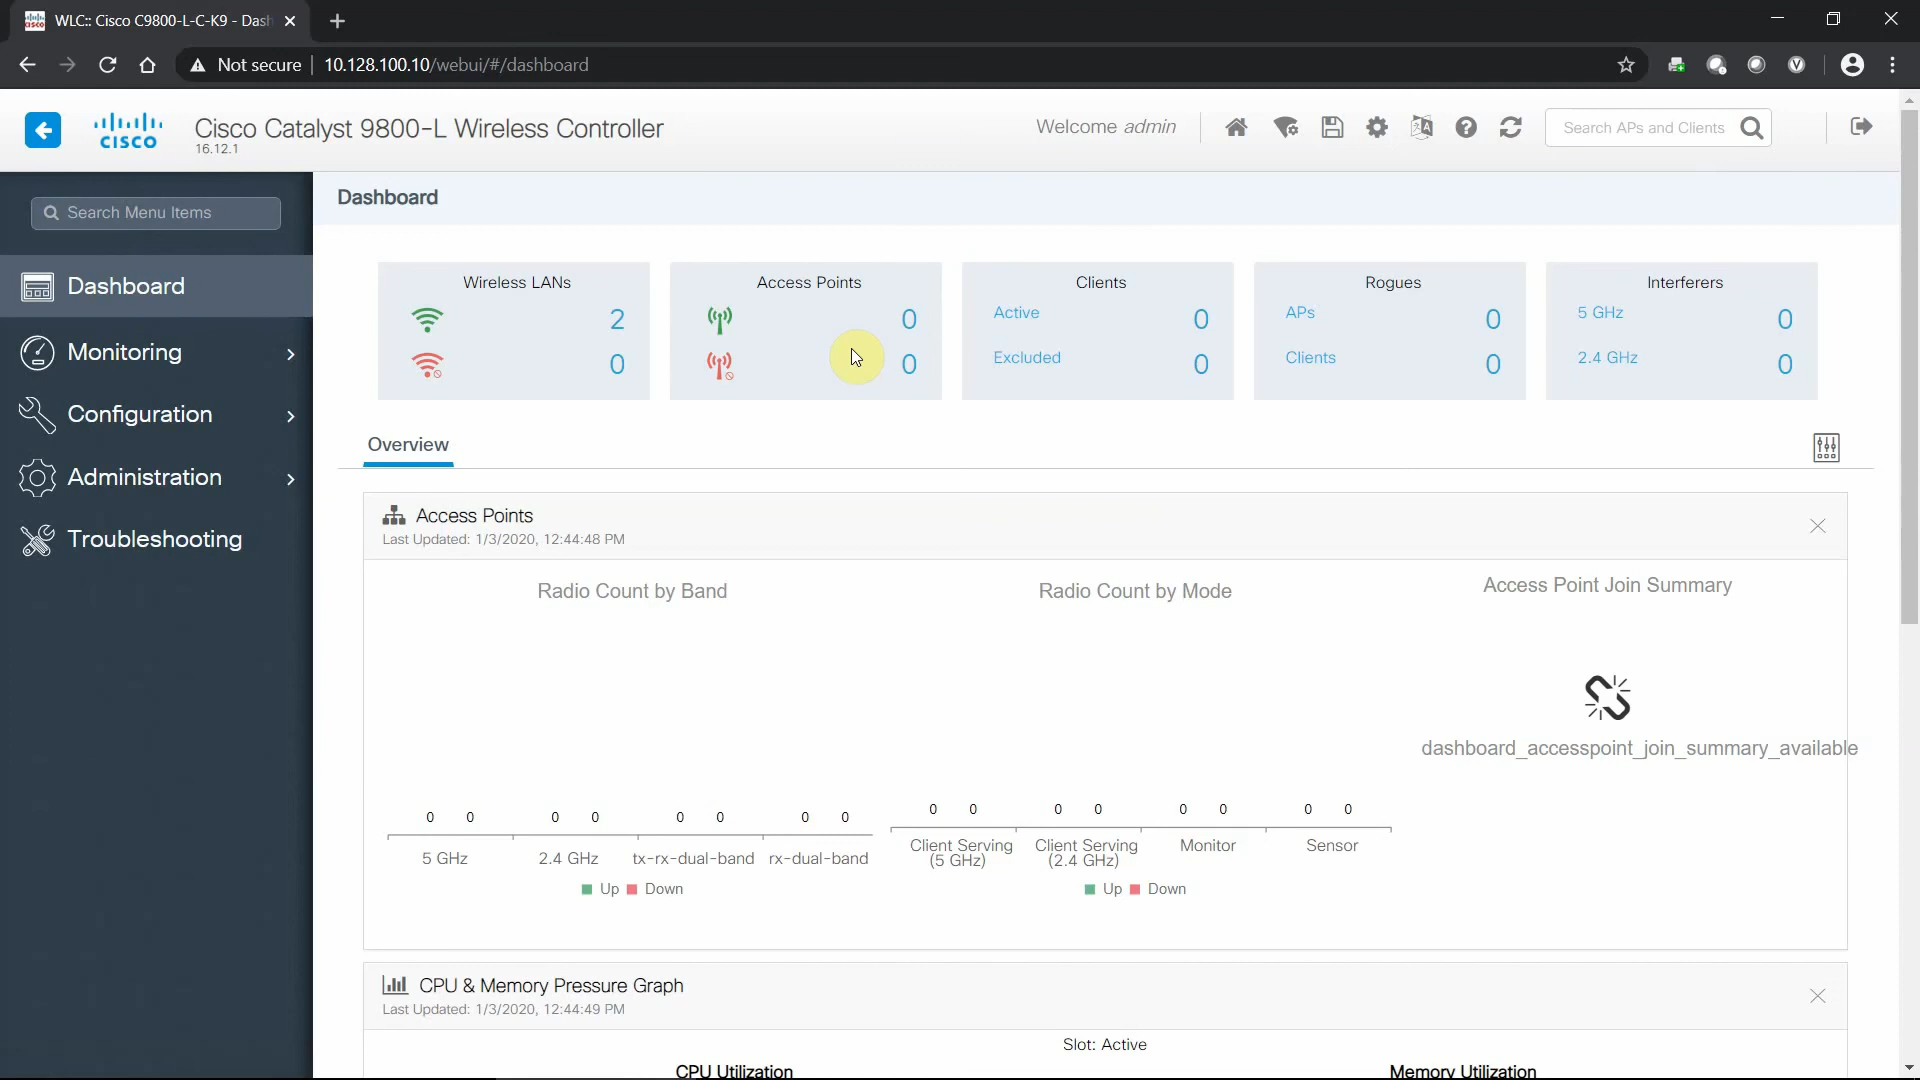 WLC:: Cisco C9800-L-C-K9 - Dash
Not secure
10.128.100.10/webui/#/dashboard
CISCO
Cisco Catalyst 9800-L Wireless Controller
16.12.1
Welcome admin
Search APs and Clients
Search Menu Items
Dashboard
Monitoring
Configuration
Administration
Troubleshooting
Dashboard
Wireless LANs
2
0
Access Points
0
0
Clients
Active 0
Excluded 0
Rogues
APs 0
Clients 0
Interferers
5 GHz 0
2.4 GHz 0
Overview
Access Points
Last Updated: 1/3/2020, 12:44:48 PM
Radio Count by Band
0 0 0 0 0 0 0 0
5 GHz 2.4 GHz tx-rx-dual-band rx-dual-band
Up Down
Radio Count by Mode
0 0 0 0 0 0 0 0
Client Serving (5 GHz) Client Serving (2.4 GHz) Monitor Sensor
Up Down
Access Point Join Summary
dashboard_accesspoint_join_summary_available
CPU & Memory Pressure Graph
Last Updated: 1/3/2020, 12:44:49 PM
Slot: Active
CPU Utilization
Memory Utilization